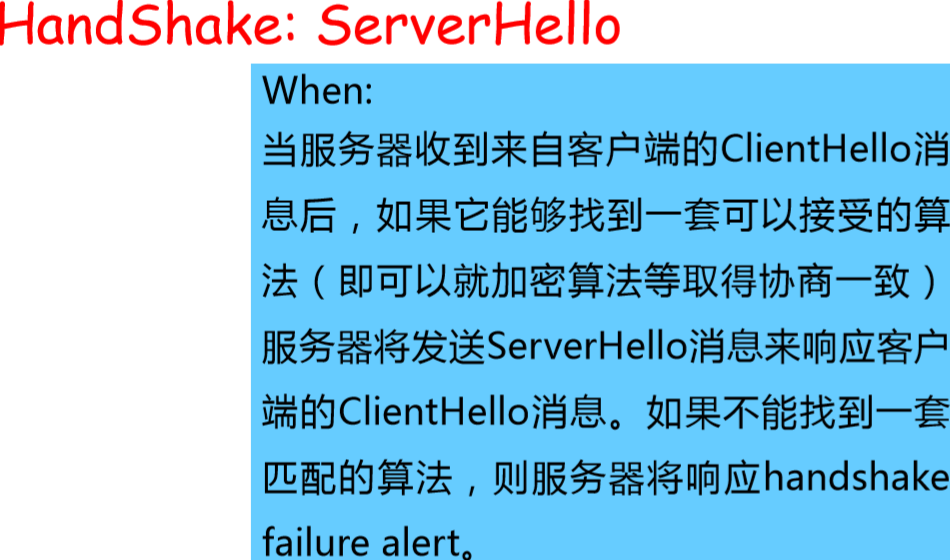 HandShake: ServerHello
When:
当服务器收到来自客户端的ClientHello消
息后，如果它能够找到一套可以接受的算
法（即可以就加密算法等取得协商一致）
服务器将发送ServerHello消息来响应客户
端的ClientHello消息。如果不能找到一套
匹配的算法，则服务器将响应handshake
failure alert。